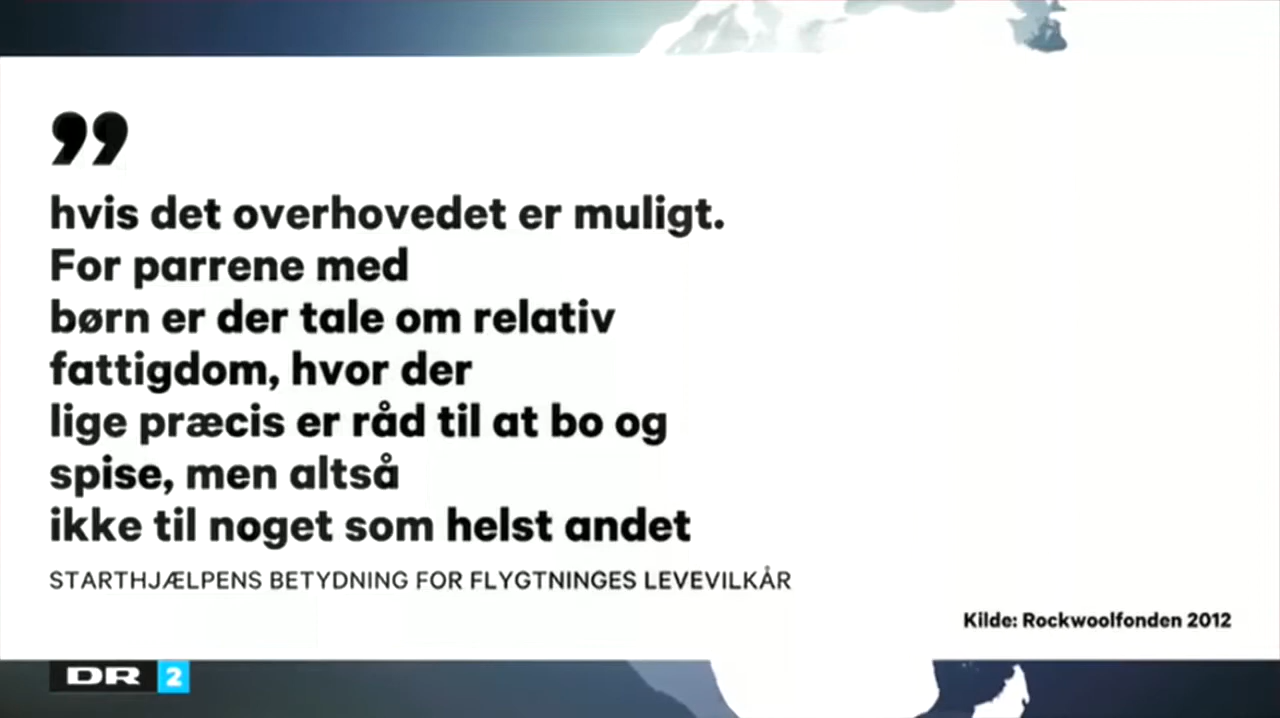 ”
hvis det overhovedet er muligt.
For parrene med
børn er der tale om relativ
fattigdom, hvor der
lige præcis er råd til at bo og
spise, men altså
ikke til noget som helst andet
STARTHJÆLPENS BETYDNING FOR FLYGTNINGES LEVEVILKÅR
Kilde: Rockwoolfonden 2012
DR 2